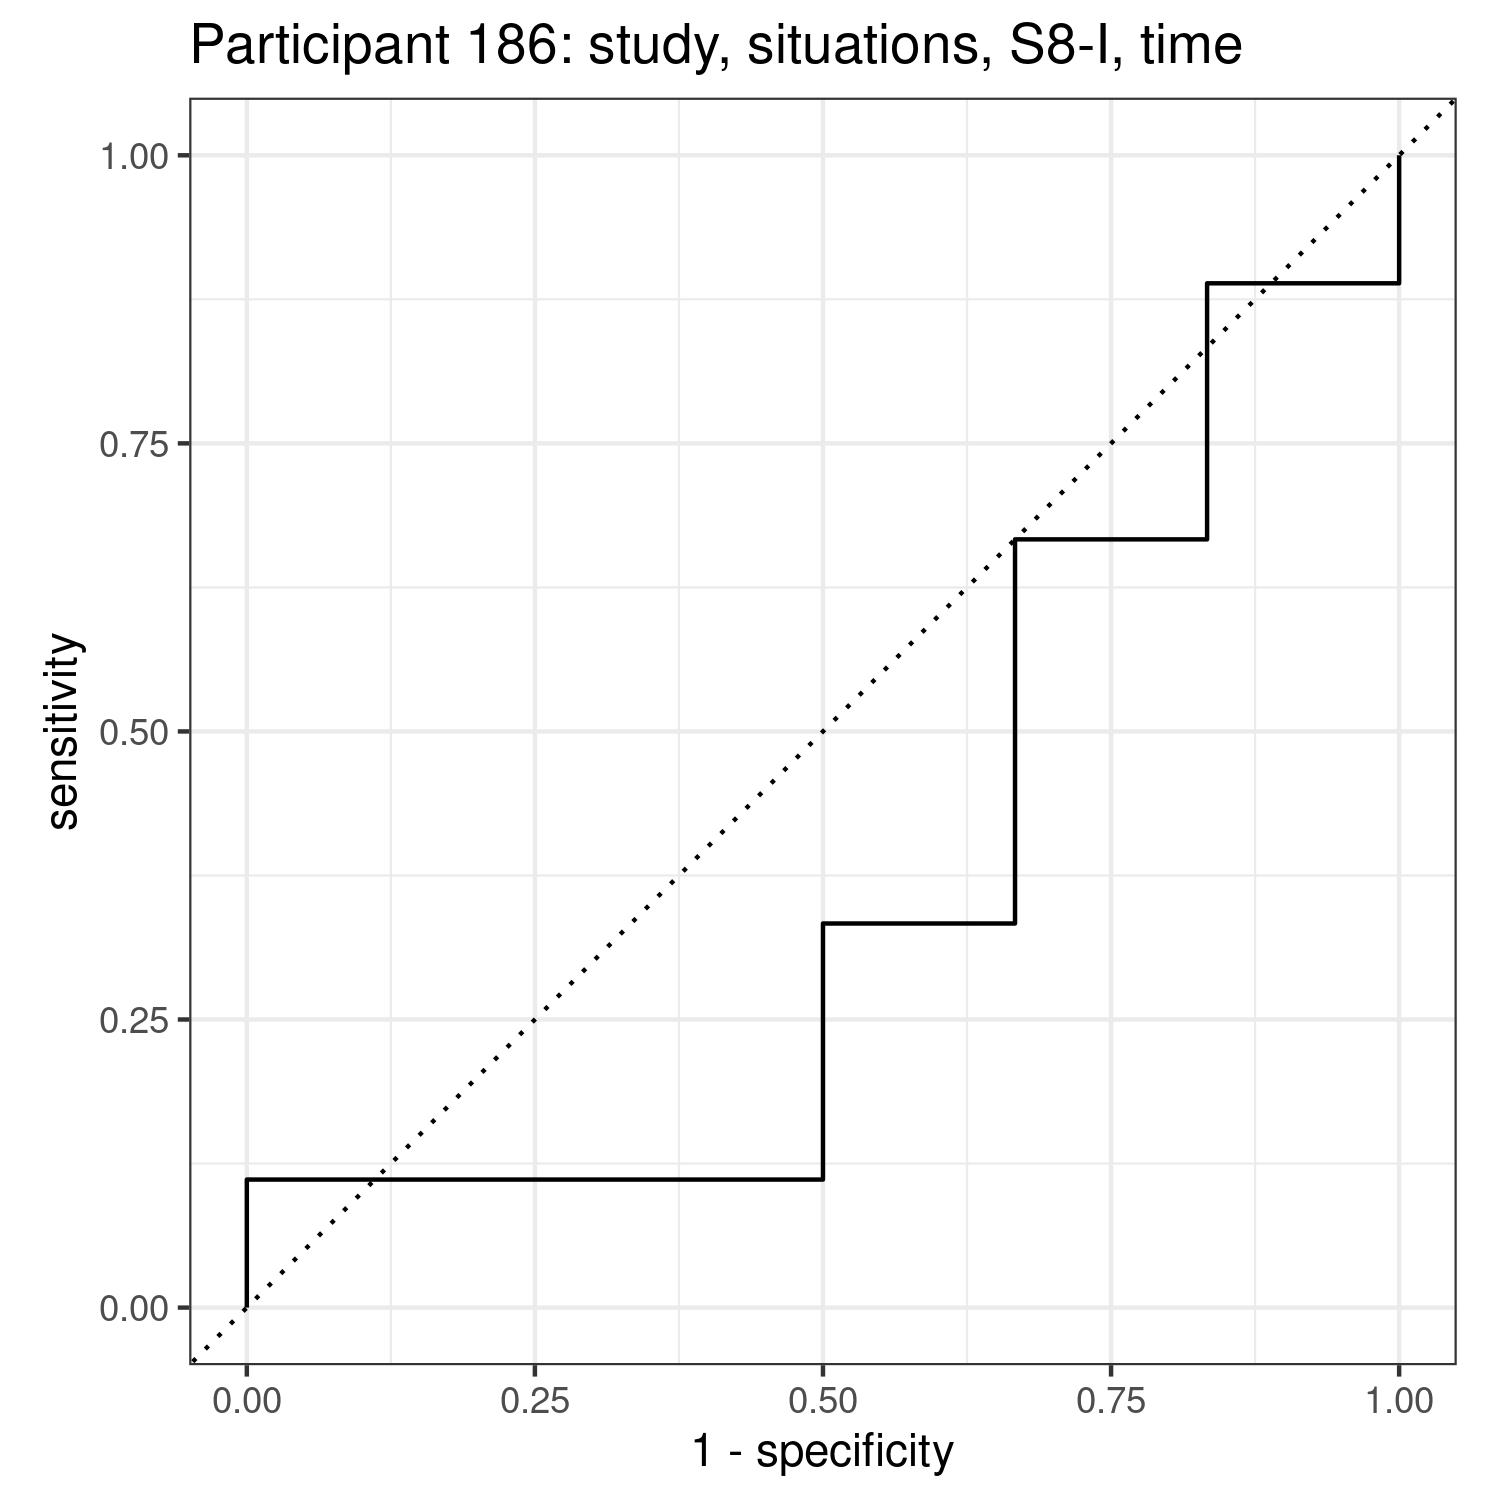 Participant 186: study, situations, S8-I, time
1.00
0.75
0.50
0.25
0.00
sensitivity
0.00 0.25 0.50 0.75 1.00
1 - specificity